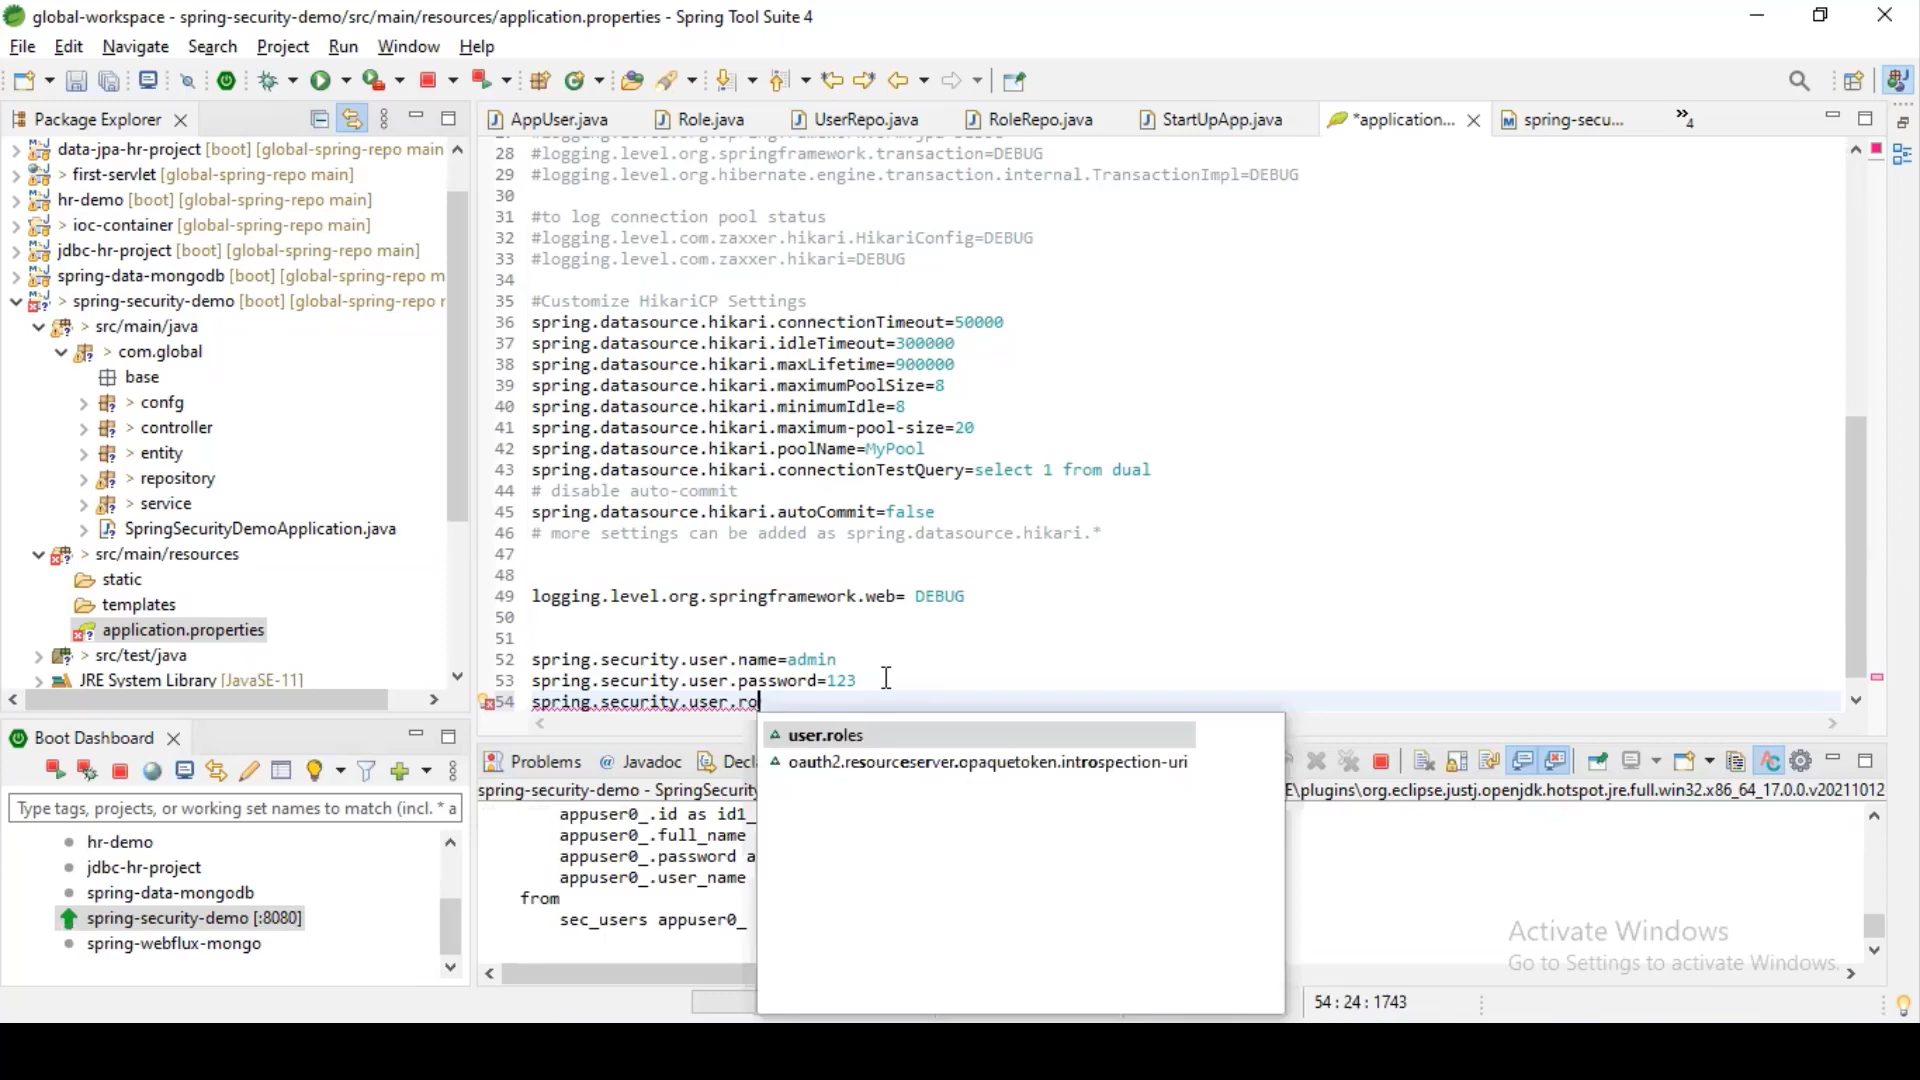 global-workspace - spring-security-demo/src/main/resources/application.properties - Spring Tool Suite 4
File Edit Navigate Search Project Run Window Help
Package Explorer
data-jpa-hr-project [boot] [global-spring-repo main
> first-servlet [global-spring-repo main]
hr-demo [boot] [global-spring-repo main]
> ioc-container [global-spring-repo main]
jdbc-hr-project [boot] [global-spring-repo main]
spring-data-mongodb [boot] [global-spring-repo m
> spring-security-demo [boot] [global-spring-repo r
> src/main/java
> com.global
base
> confg
> controller
> entity
> repository
> service
SpringSecurityDemoApplication.java
> src/main/resources
static
templates
application.properties
> src/test/java
JRE System Library [JavaSE-11]
AppUser.java Role.java UserRepo.java RoleRepo.java StartUpApp.java *application... spring-secu... »4
28 #logging.level.org.springframework.transaction=DEBUG
29 #logging.level.org.hibernate.engine.transaction.internal.TransactionImpl=DEBUG
30
31 #to log connection pool status
32 #logging.level.com.zaxxer.hikari.HikariConfig=DEBUG
33 #logging.level.com.zaxxer.hikari=DEBUG
34
35 #Customize HikariCP Settings
36 spring.datasource.hikari.connectionTimeout=50000
37 spring.datasource.hikari.idleTimeout=300000
38 spring.datasource.hikari.maxLifetime=900000
39 spring.datasource.hikari.maximumPoolSize=8
40 spring.datasource.hikari.minimumIdle=8
41 spring.datasource.hikari.maximum-pool-size=20
42 spring.datasource.hikari.poolName=MyPool
43 spring.datasource.hikari.connectionTestQuery=select 1 from dual
44 # disable auto-commit
45 spring.datasource.hikari.autoCommit=false
46 # more settings can be added as spring.datasource.hikari.*
47
48
49 logging.level.org.springframework.web= DEBUG
50
51
52 spring.security.user.name=admin
53 spring.security.user.password=123
54 spring.security.user.ro
user.roles
oauth2.resourceserver.opaquetoken.introspection-uri
Boot Dashboard
Type tags, projects, or working set names to match (incl. * a
hr-demo
jdbc-hr-project
spring-data-mongodb
spring-security-demo [:8080]
spring-webflux-mongo
Problems @ Javadoc Decl
spring-security-demo - SpringSecurity E\plugins\org.eclipse.justj.openjdk.hotspot.jre.full.win32.x86_64_17.0.0.v20211012
appuser0_.id as id1_
appuser0_.full_name
appuser0_.password a
appuser0_.user_name
from
sec_users appuser0_
Activate Windows
Go to Settings to activate Windows.
54 : 24 : 1743